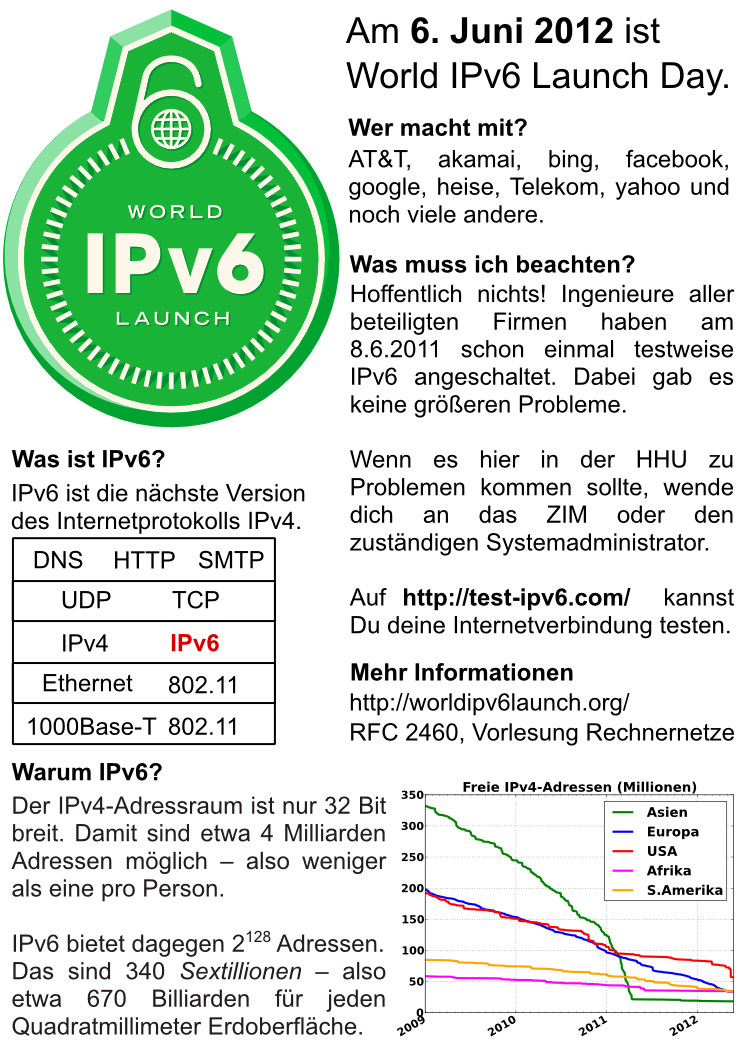 WORLD
IPv6
LAUNCH
Am 6. Juni 2012 ist
World IPv6 Launch Day.
Wer macht mit?
AT&T, akamai, bing, facebook,
google, heise, Telekom, yahoo und
noch viele andere.
Was muss ich beachten?
Hoffentlich nichts! Ingenieure aller
beteiligten Firmen haben am
8.6.2011 schon einmal testweise
IPv6 angeschaltet. Dabei gab es
keine größeren Probleme.
Wenn es hier in der HHU zu
Problemen kommen sollte, wende
dich an das ZIM oder den
zuständigen Systemadministrator.
Auf http://test-ipv6.com/ kannst
Du deine Internetverbindung testen.
Mehr Informationen
http://worldipv6launch.org/
RFC 2460, Vorlesung Rechnernetze
Was ist IPv6?
IPv6 ist die nächste Version
des Internetprotokolls IPv4.
DNS HTTP SMTP
UDP TCP
IPv4 IPv6
Ethernet 802.11
1000Base-T 802.11
Warum IPv6?
Der IPv4-Adressraum ist nur 32 Bit
breit. Damit sind etwa 4 Milliarden
Adressen möglich – also weniger
als eine pro Person.
IPv6 bietet dagegen 2^128 Adressen.
Das sind 340 Sextillionen – also
etwa 670 Billiarden für jeden
Quadratmillimeter Erdoberfläche.
Freie IPv4-Adressen (Millionen)
350
300
250
200
150
100
50
0
2009 2010 2011 2012
Asien
Europa
USA
Afrika
S.Amerika